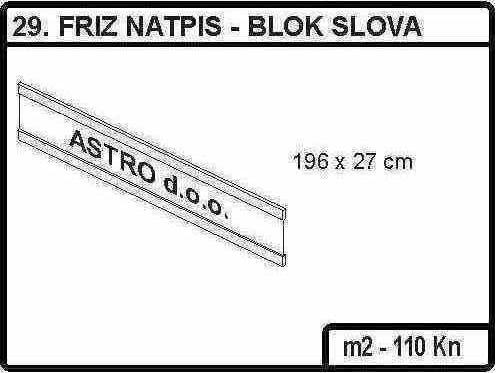 29. FRIZ NATPIS - BLOK SLOVA
ASTRO d.o.o.
196 x 27 cm
m2 - 110 Kn